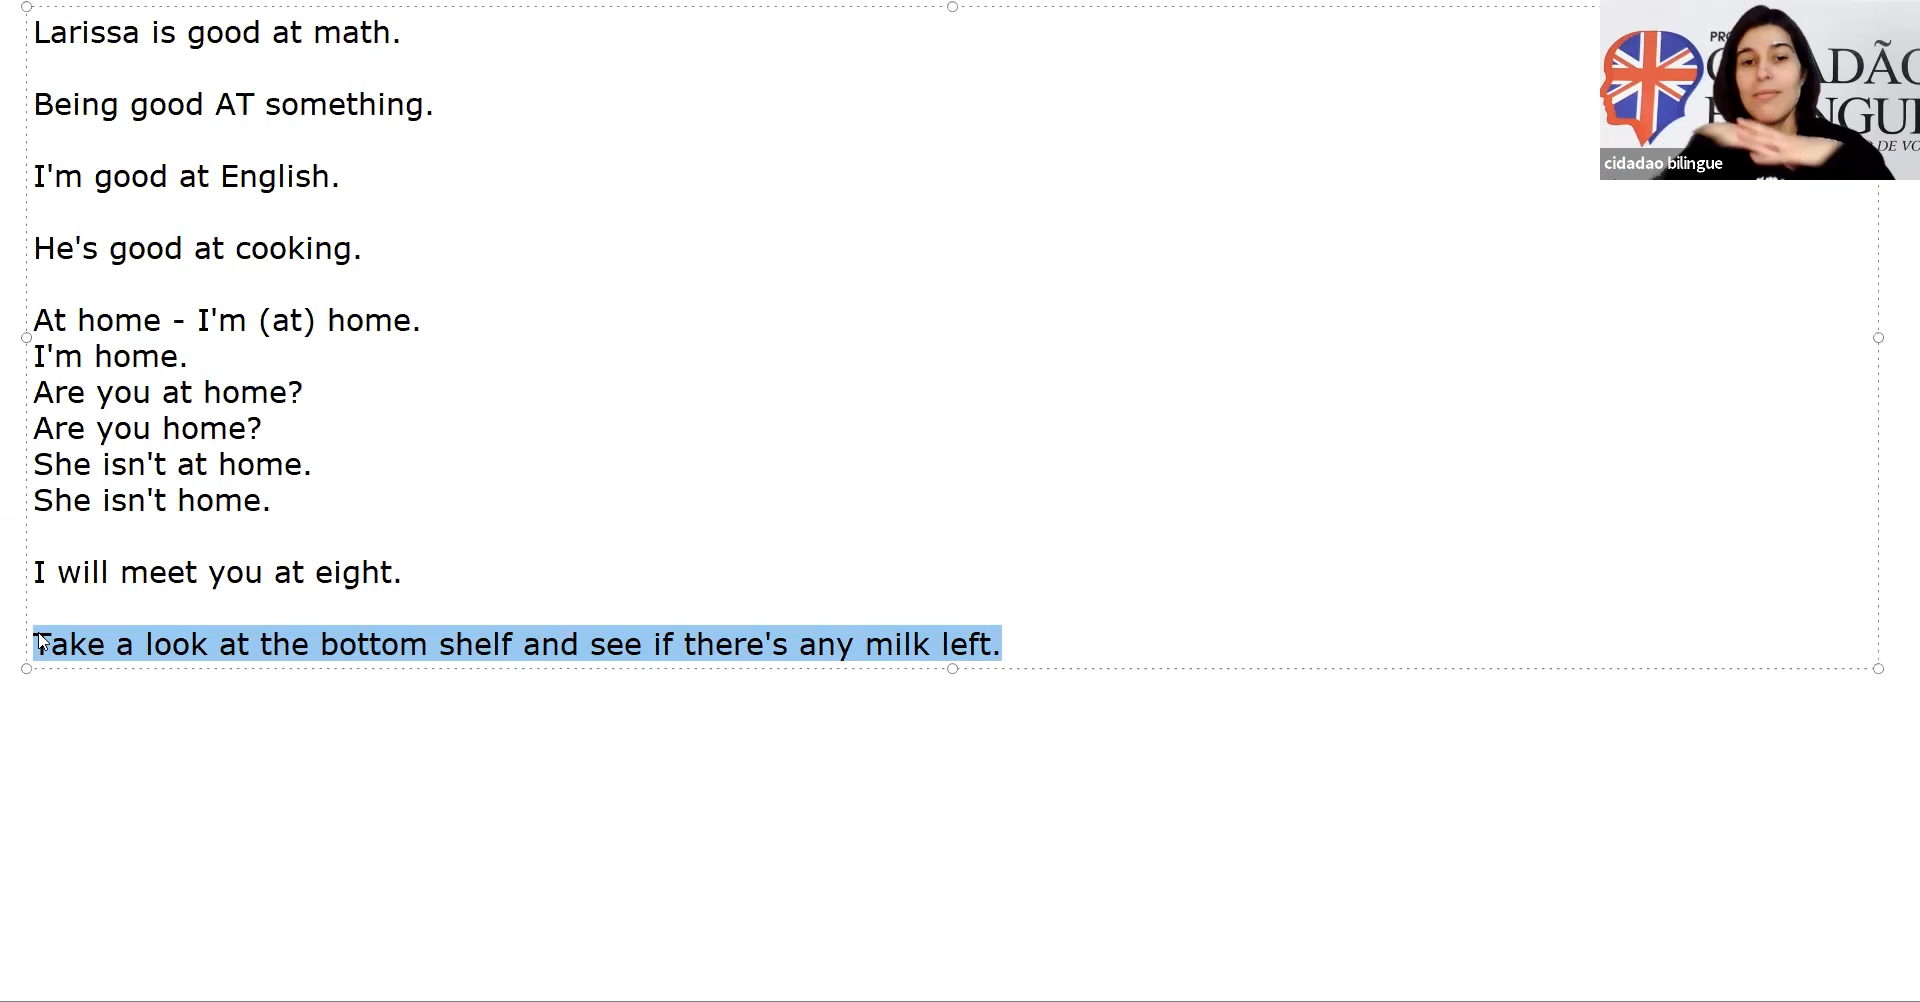 Larissa is good at math.
Being good AT something.
I'm good at English.
He's good at cooking.
At home - I'm (at) home.
I'm home.
Are you at home?
Are you home?
She isn't at home.
She isn't home.
I will meet you at eight.
Take a look at the bottom shelf and see if there's any milk left.
cidadao bilingue